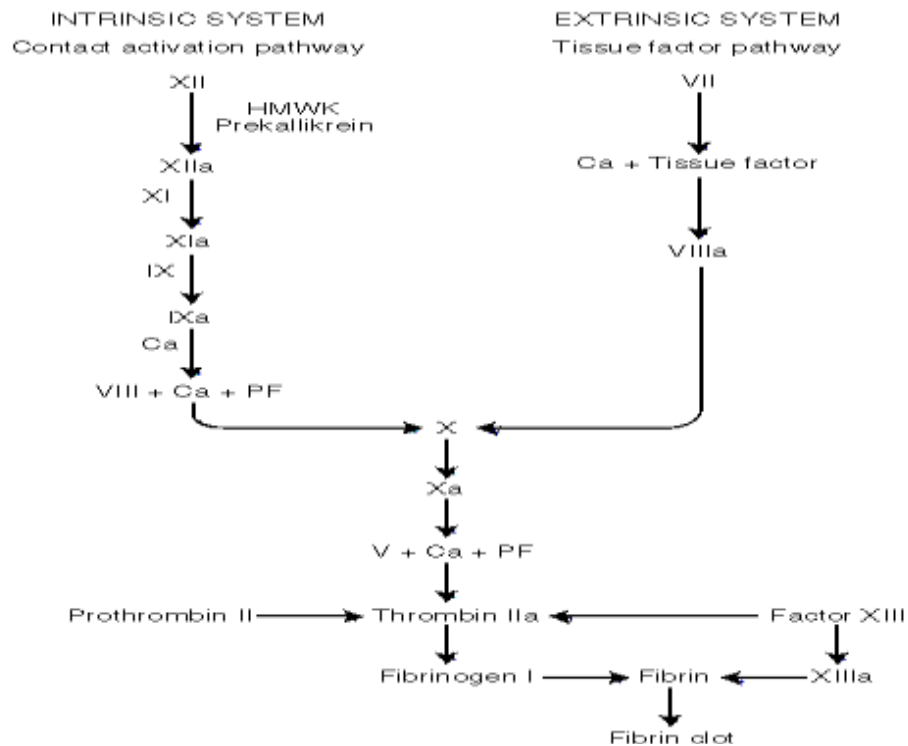 INTRINSIC SYSTEM
Contact activation pathway
EXTRINSIC SYSTEM
Tissue factor pathway
XII
HMWK
Prekallikrein
XIIa
XI
XIa
IX
IXa
Ca
VIII + Ca + PF
VII
Ca + Tissue factor
VIIIa
X
Xa
V + Ca + PF
Prothrombin II
Thrombin IIa
Factor XIII
Fibrinogen I
Fibrin
XIIIa
Fibrin clot